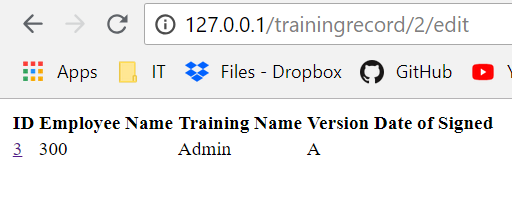 127.0.0.1/trainingrecord/2/edit
Apps IT Files - Dropbox GitHub
ID Employee Name Training Name Version Date of Signed
3 300 Admin A